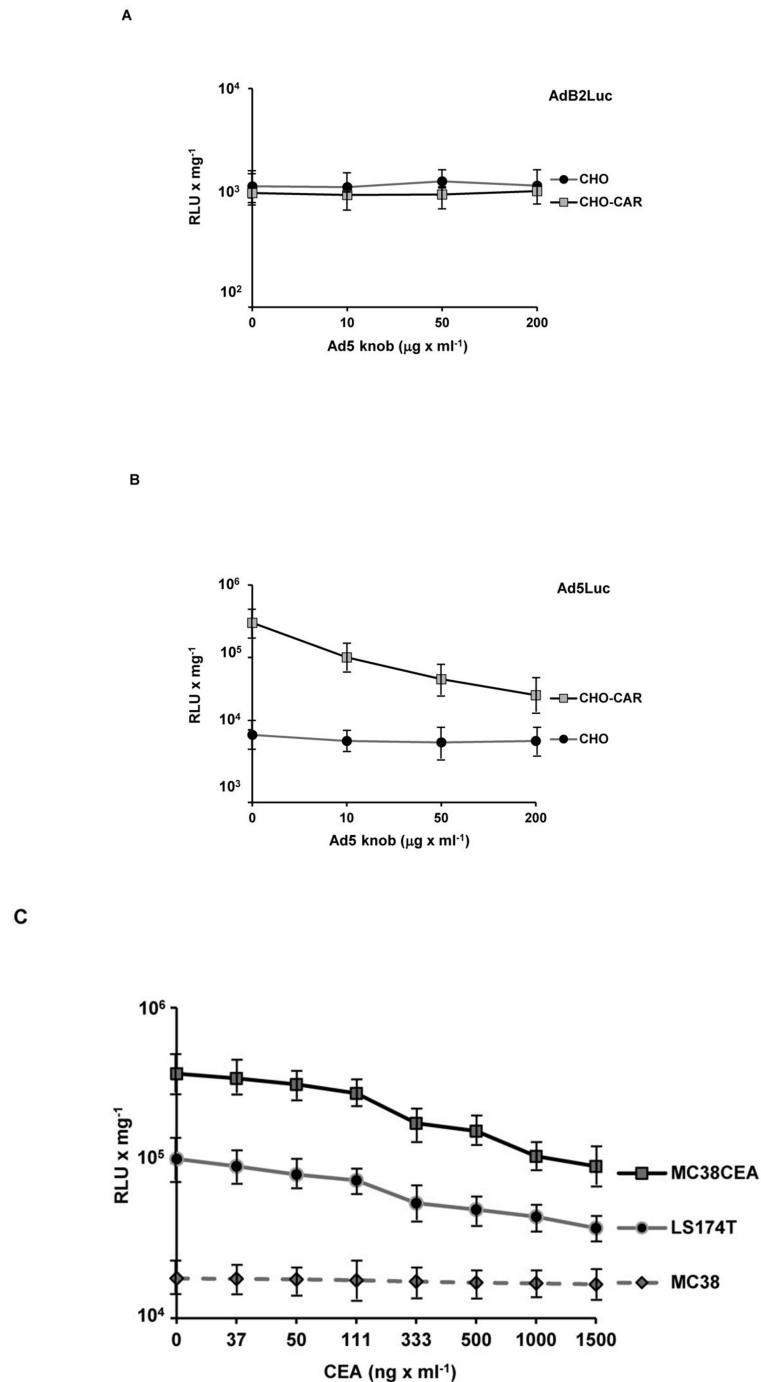 A
10⁴
AdB2Luc
CHO
10³
CHO-CAR
RLU x mg⁻¹
10²
0 10 50 200
Ad5 knob (μg x ml⁻¹)
B
10⁶
Ad5Luc
10⁵
RLU x mg⁻¹
CHO-CAR
10⁴
CHO
10³
0 10 50 200
Ad5 knob (μg x ml⁻¹)
C
10⁶
RLU x mg⁻¹
10⁵
MC38CEA
LS174T
MC38
10⁴
0 37 50 111 333 500 1000 1500
CEA (ng x ml⁻¹)